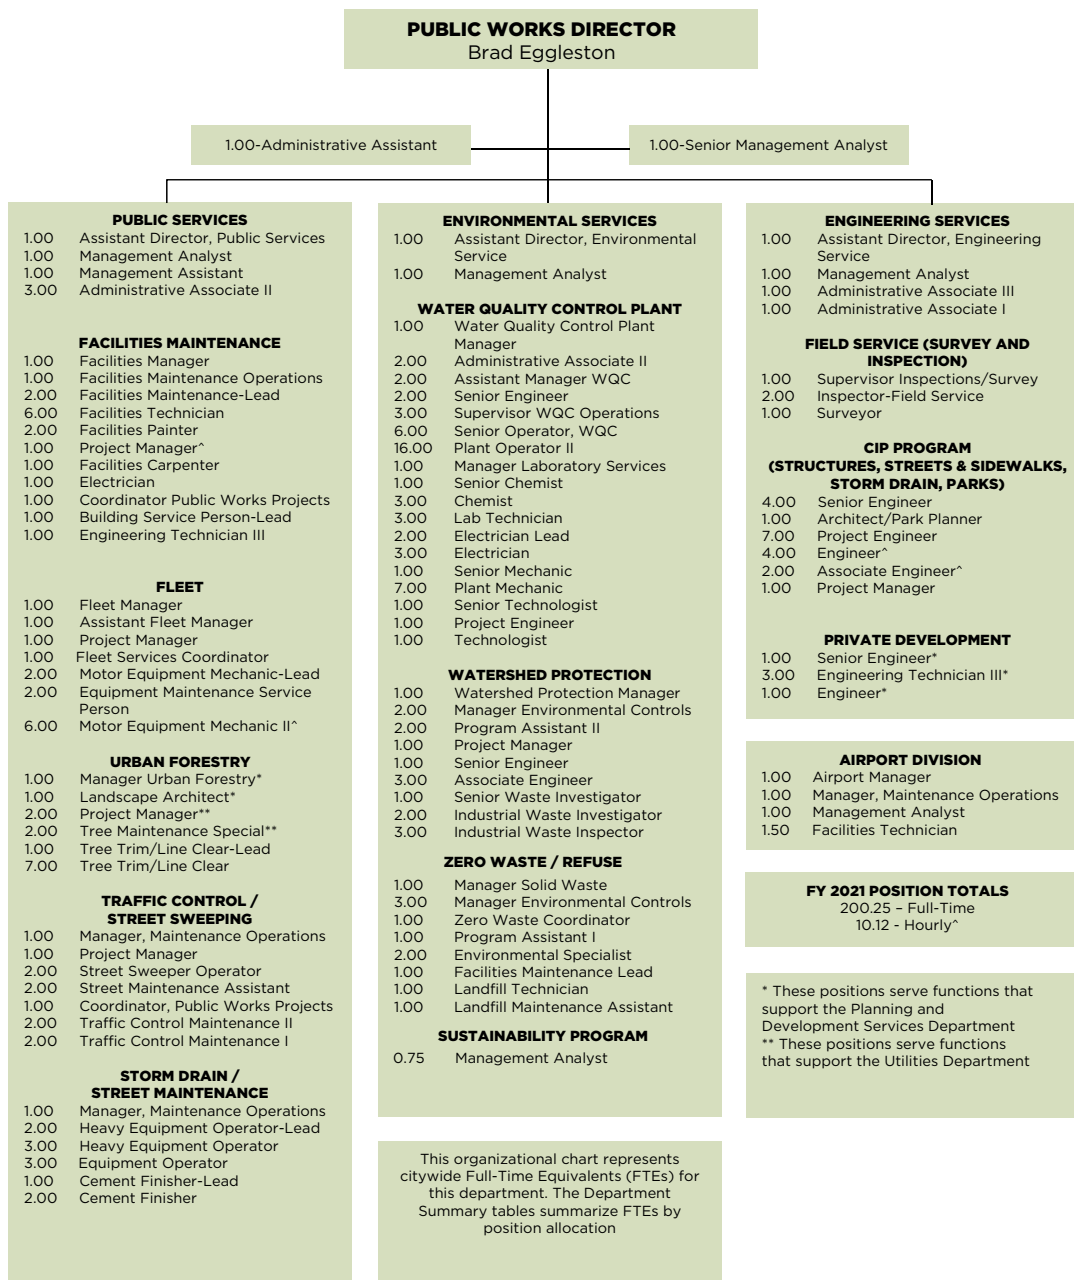 PUBLIC WORKS DIRECTOR
Brad Eggleston
1.00-Administrative Assistant
1.00-Senior Management Analyst
PUBLIC SERVICES
1.00 Assistant Director, Public Services
1.00 Management Analyst
1.00 Management Assistant
3.00 Administrative Associate II
FACILITIES MAINTENANCE
1.00 Facilities Manager
1.00 Facilities Maintenance Operations
2.00 Facilities Maintenance-Lead
6.00 Facilities Technician
2.00 Facilities Painter
1.00 Project Manager^
1.00 Facilities Carpenter
1.00 Electrician
1.00 Coordinator Public Works Projects
1.00 Building Service Person-Lead
1.00 Engineering Technician III
FLEET
1.00 Fleet Manager
1.00 Assistant Fleet Manager
1.00 Project Manager
1.00 Fleet Services Coordinator
2.00 Motor Equipment Mechanic-Lead
2.00 Equipment Maintenance Service
Person
6.00 Motor Equipment Mechanic II^
URBAN FORESTRY
1.00 Manager Urban Forestry*
1.00 Landscape Architect*
2.00 Project Manager**
2.00 Tree Maintenance Special**
1.00 Tree Trim/Line Clear-Lead
7.00 Tree Trim/Line Clear
TRAFFIC CONTROL /
STREET SWEEPING
1.00 Manager, Maintenance Operations
1.00 Project Manager
2.00 Street Sweeper Operator
2.00 Street Maintenance Assistant
1.00 Coordinator, Public Works Projects
2.00 Traffic Control Maintenance II
2.00 Traffic Control Maintenance I
STORM DRAIN /
STREET MAINTENANCE
1.00 Manager, Maintenance Operations
2.00 Heavy Equipment Operator-Lead
3.00 Heavy Equipment Operator
3.00 Equipment Operator
1.00 Cement Finisher-Lead
2.00 Cement Finisher
ENVIRONMENTAL SERVICES
1.00 Assistant Director, Environmental
Service
1.00 Management Analyst
WATER QUALITY CONTROL PLANT
1.00 Water Quality Control Plant
Manager
2.00 Administrative Associate II
2.00 Assistant Manager WQC
2.00 Senior Engineer
3.00 Supervisor WQC Operations
6.00 Senior Operator, WQC
16.00 Plant Operator II
1.00 Manager Laboratory Services
1.00 Senior Chemist
3.00 Chemist
3.00 Lab Technician
2.00 Electrician Lead
3.00 Electrician
1.00 Senior Mechanic
7.00 Plant Mechanic
1.00 Senior Technologist
1.00 Project Engineer
1.00 Technologist
WATERSHED PROTECTION
1.00 Watershed Protection Manager
2.00 Manager Environmental Controls
2.00 Program Assistant II
1.00 Project Manager
1.00 Senior Engineer
3.00 Associate Engineer
1.00 Senior Waste Investigator
2.00 Industrial Waste Investigator
3.00 Industrial Waste Inspector
ZERO WASTE / REFUSE
1.00 Manager Solid Waste
3.00 Manager Environmental Controls
1.00 Zero Waste Coordinator
1.00 Program Assistant I
2.00 Environmental Specialist
1.00 Facilities Maintenance Lead
1.00 Landfill Technician
1.00 Landfill Maintenance Assistant
SUSTAINABILITY PROGRAM
0.75 Management Analyst
This organizational chart represents
citywide Full-Time Equivalents (FTEs) for
this department. The Department
Summary tables summarize FTEs by
position allocation
ENGINEERING SERVICES
1.00 Assistant Director, Engineering
Service
1.00 Management Analyst
1.00 Administrative Associate III
1.00 Administrative Associate I
FIELD SERVICE (SURVEY AND
INSPECTION)
1.00 Supervisor Inspections/Survey
2.00 Inspector-Field Service
1.00 Surveyor
CIP PROGRAM
(STRUCTURES, STREETS & SIDEWALKS,
STORM DRAIN, PARKS)
4.00 Senior Engineer
1.00 Architect/Park Planner
7.00 Project Engineer
4.00 Engineer^
2.00 Associate Engineer^
1.00 Project Manager
PRIVATE DEVELOPMENT
1.00 Senior Engineer*
3.00 Engineering Technician III*
1.00 Engineer*
AIRPORT DIVISION
1.00 Airport Manager
1.00 Manager, Maintenance Operations
1.00 Management Analyst
1.50 Facilities Technician
FY 2021 POSITION TOTALS
200.25 – Full-Time
10.12 - Hourly^
* These positions serve functions that
support the Planning and
Development Services Department
** These positions serve functions
that support the Utilities Department